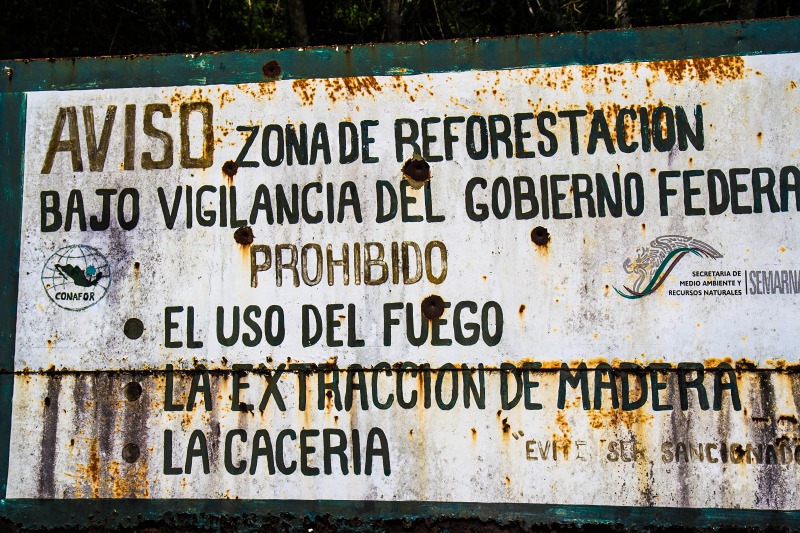 AVISO ZONA DE REFORESTACION
BAJO VIGILANCIA DEL GOBIERNO FEDERA
PROHIBIDO
CONAFOR
SECRETARIA DE
MEDIO AMBIENTE Y
RECURSOS NATURALES
SEMARNA
EL USO DEL FUEGO
LA EXTRACCION DE MADERA
LA CACERIA
"EVITE SER SANCIONADO